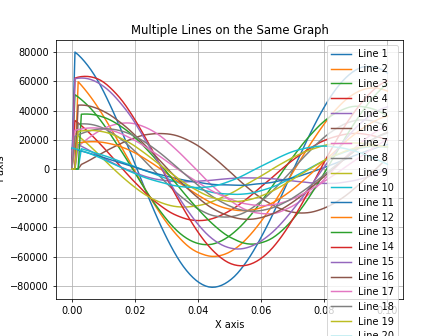 Multiple Lines on the Same Graph
80000
60000
40000
20000
0
−20000
−40000
−60000
−80000
0.00
0.02
0.04
0.06
X axis
Line 1
Line 2
Line 3
Line 4
Line 5
Line 6
Line 7
Line 8
Line 9
Line 10
Line 11
Line 12
Line 13
Line 14
Line 15
Line 16
Line 17
Line 18
Line 19
Line 20